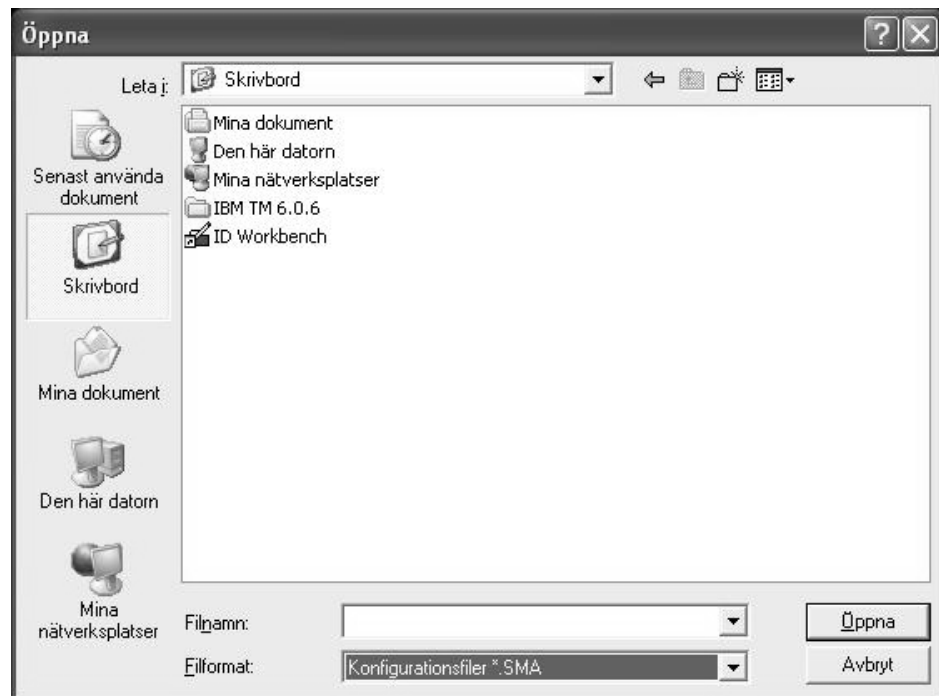 Öppna
Leta i:
Skrivbord
Senast använda
dokument
Skrivbord
Mina dokument
Den här datorn
Mina
nätverksplatser
Mina dokument
Den här datorn
Mina nätverksplatser
IBM TM 6.0.6
ID Workbench
Filnamn:
Öppna
Filformat:
Konfigurationsfiler *.SMA
Avbryt